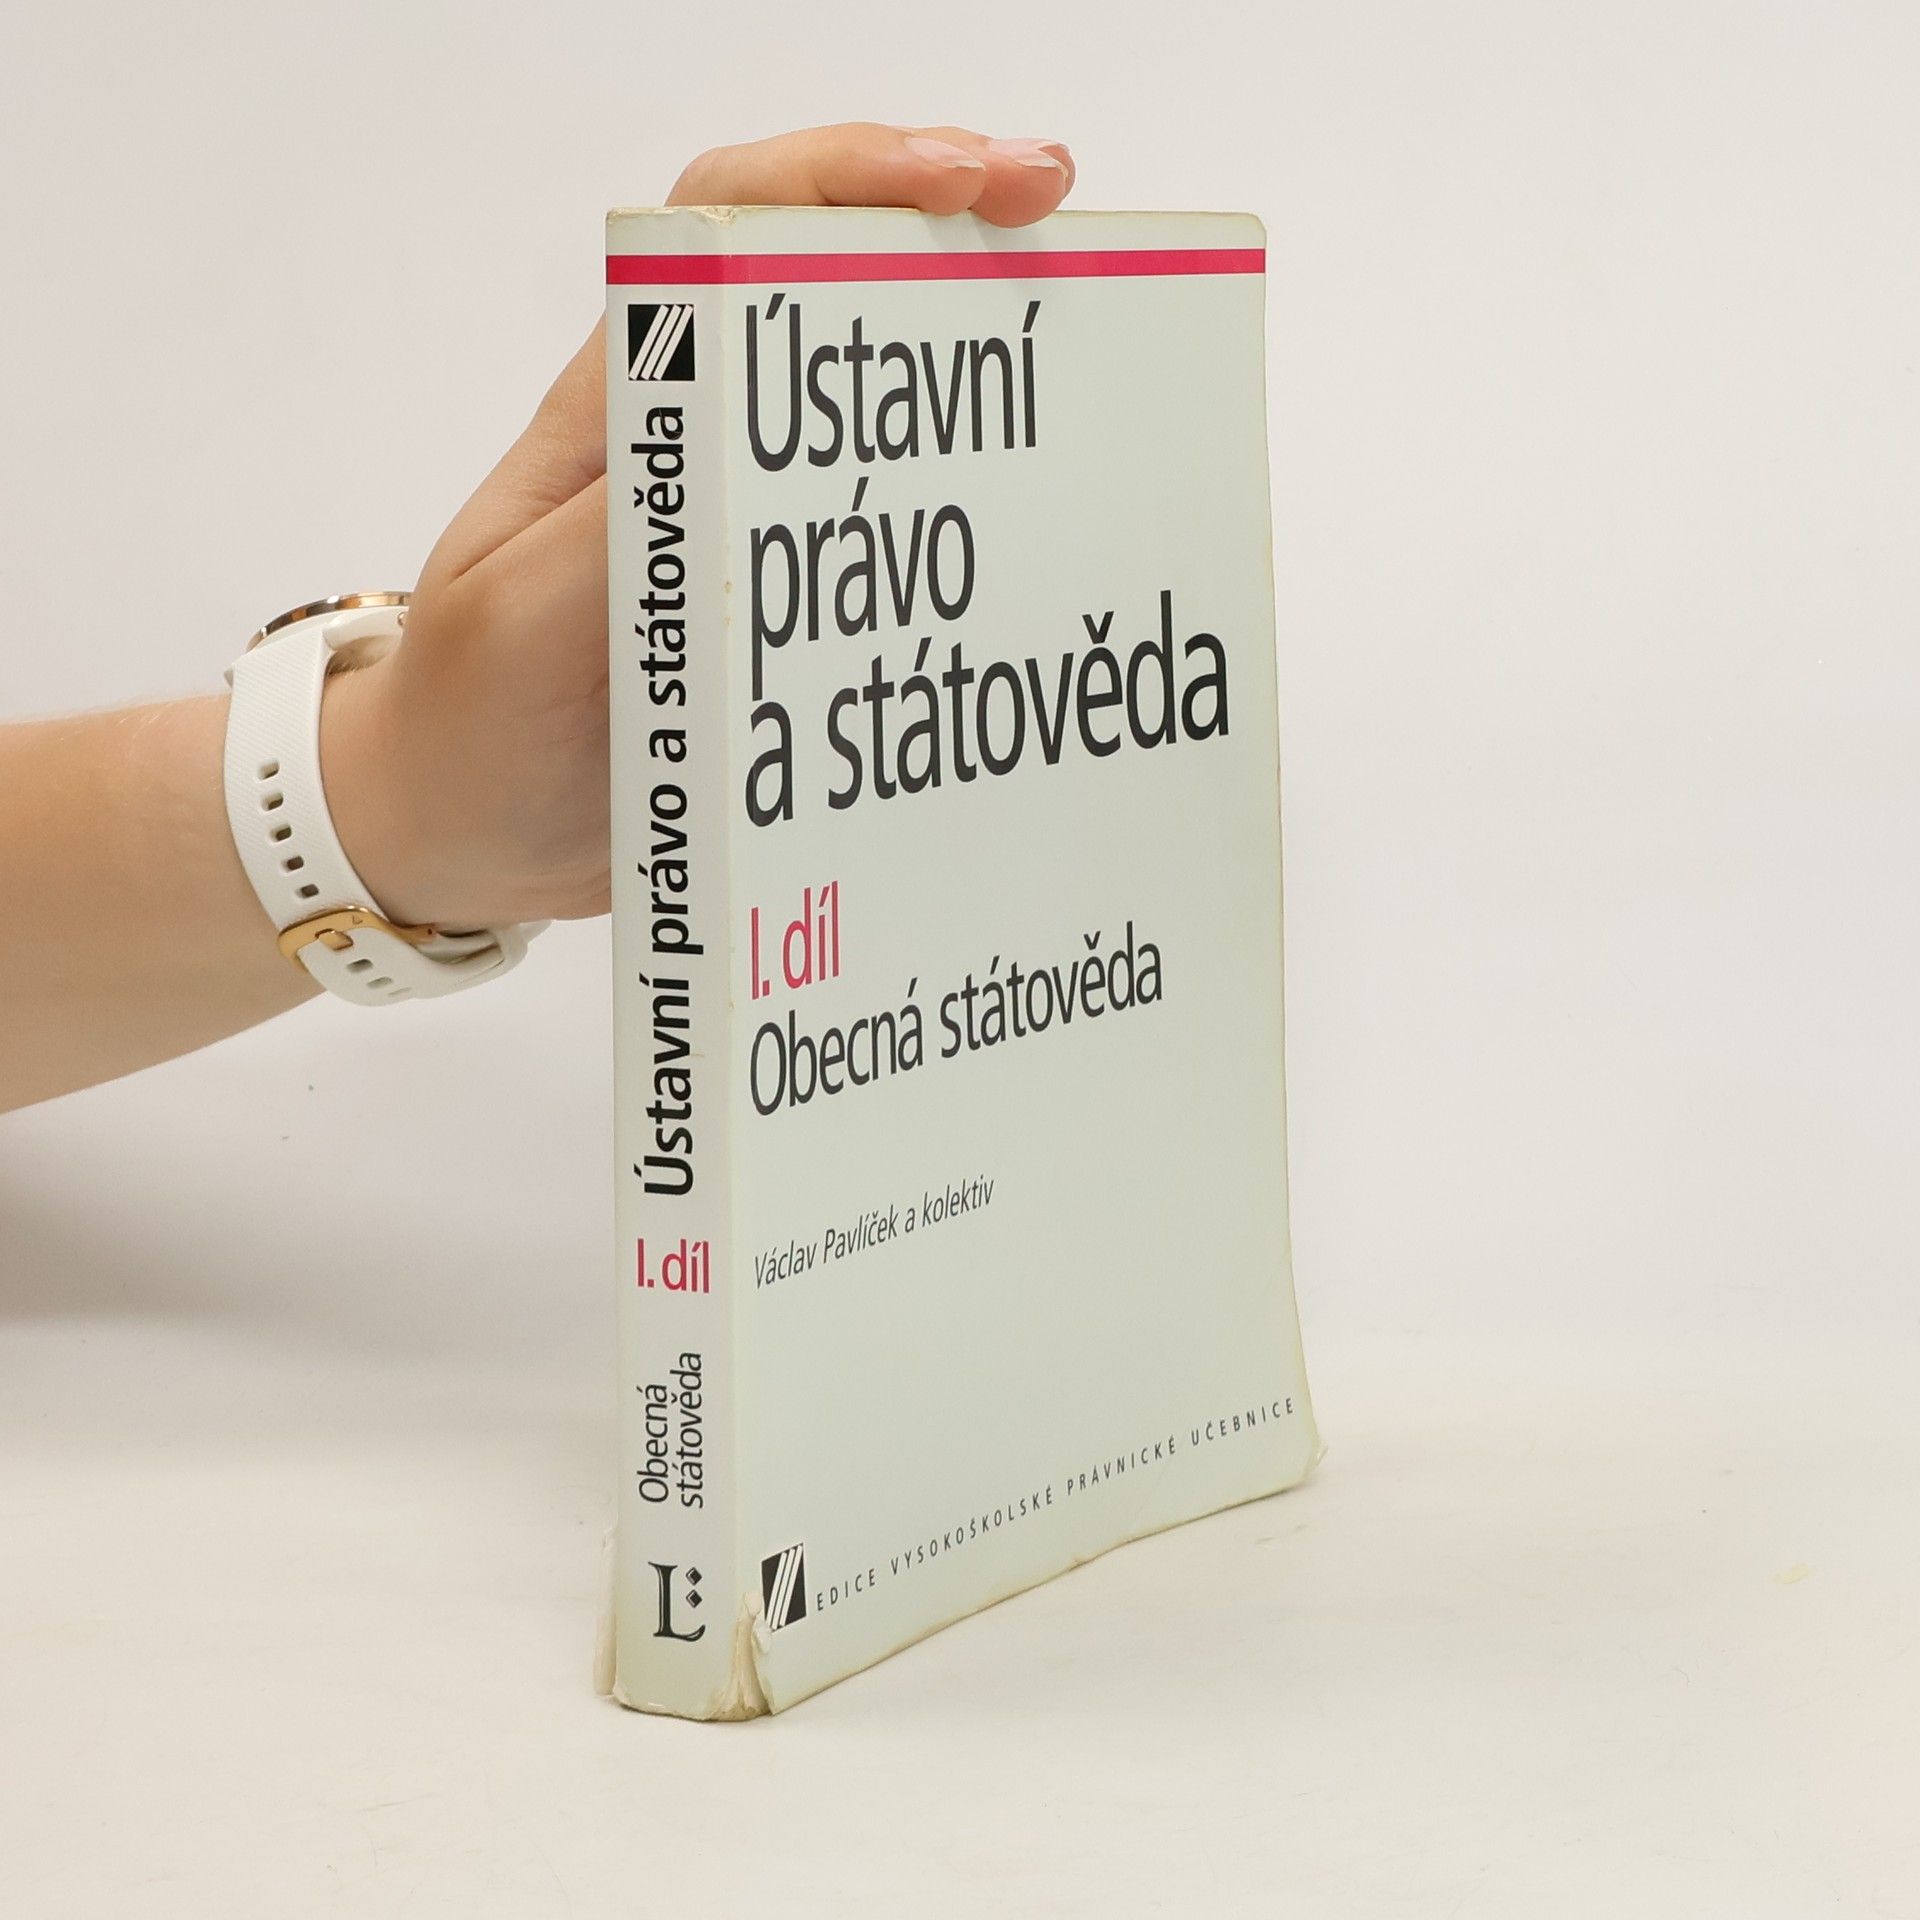 Ústavní
právo
a státověda
I. díl
Obecná státověda
Václav Pavlíček a kolektiv
EDICE VYSOKOŠKOLSKÉ PRÁVNICKÉ UČEBNICE
Ústavní právo a státověda
I. díl
Obecná
státověda
L